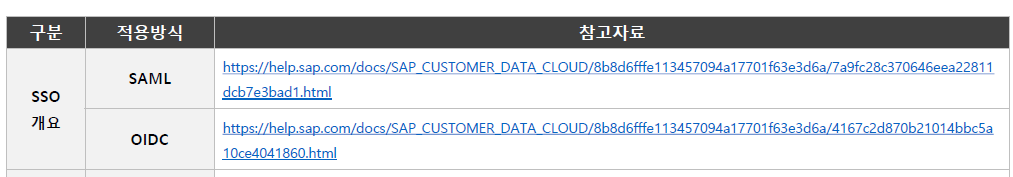 구분 적용방식 참고자료
SSO 개요
SAML https://help.sap.com/docs/SAP_CUSTOMER_DATA_CLOUD/8b8d6fffe113457094a17701f63e3d6a/7a9fc28c370646eea22811
dcb7e3bad1.html
OIDC https://help.sap.com/docs/SAP_CUSTOMER_DATA_CLOUD/8b8d6fffe113457094a17701f63e3d6a/4167c2d870b21014bbc5a
10ce4041860.html